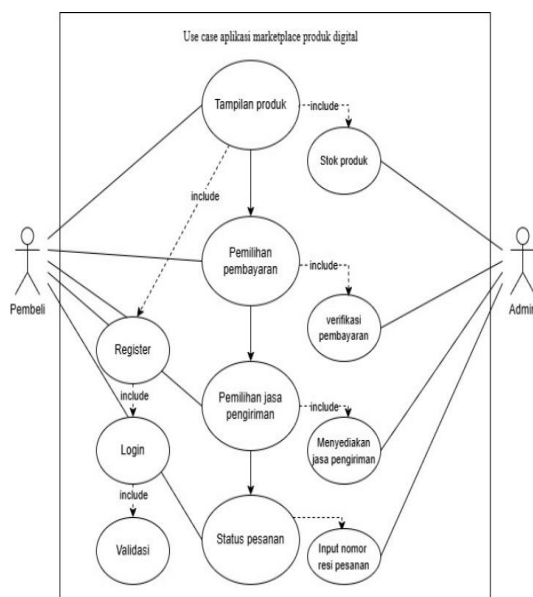 Use case aplikasi marketplace produk digital
Tampilan produk
include
Stok produk
include
Pemilihan
pembayaran
include
Pembeli
Admin
verifikasi
pembayaran
Register
include
Pemilihan jasa
pengiriman
include
Login
Menyediakan
jasa pengiriman
include
Validasi
Status pesanan
Input nomor
resi pesanan